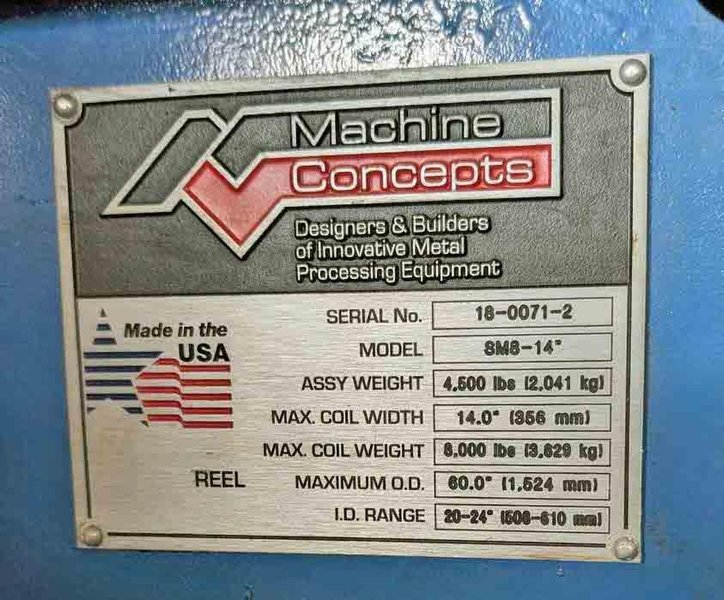 Machine
Concepts
Designers & Builders
of Innovative Metal
Processing Equipment
Made in the
USA
SERIAL No. 18-0071-2
MODEL SM8-14"
ASSY WEIGHT 4,500 lbs (2,041 kg)
MAX. COIL WIDTH 14.0" (356 mm)
MAX. COIL WEIGHT 8,000 lbs (3,629 kg)
REEL MAXIMUM O.D. 60.0" (1,524 mm)
I.D. RANGE 20-24" (508-610 mm)